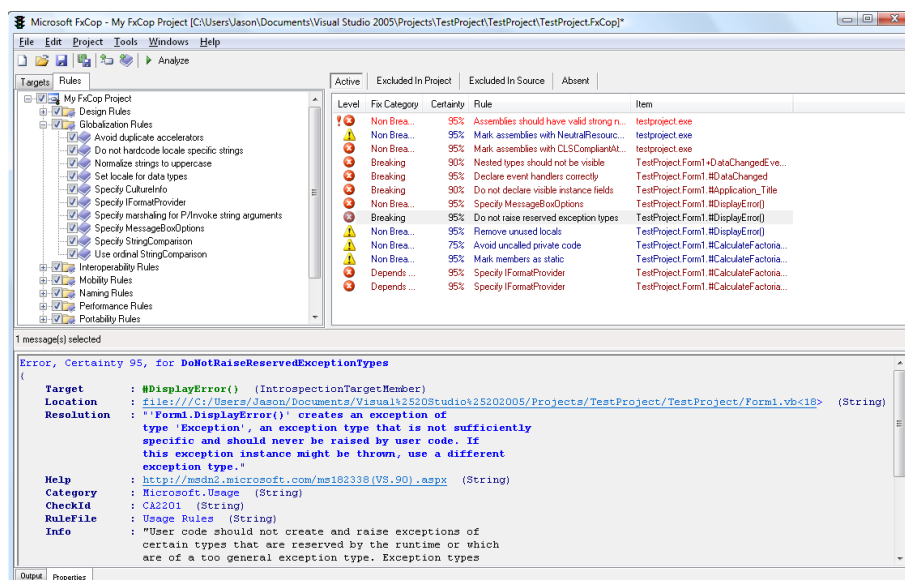 Microsoft FxCop - My FxCop Project [C:\Users\Jason\Documents\Visual Studio 2005\Projects\TestProject\TestProject\TestProject.FxCop]*
File Edit Project Tools Windows Help
Analyze
Targets Rules
My FxCop Project
Design Rules
Globalization Rules
Avoid duplicate accelerators
Do not hardcode locale specific strings
Normalize strings to uppercase
Set locale for data types
Specify CultureInfo
Specify IFormatProvider
Specify marshaling for P/Invoke string arguments
Specify MessageBoxOptions
Specify StringComparison
Use ordinal StringComparison
Interoperability Rules
Mobility Rules
Naming Rules
Performance Rules
Portability Rules
Active Excluded In Project Excluded In Source Absent
Level Fix Category Certainty Rule Item
Non Brea... 95% Assemblies should have valid strong n... testproject.exe
Non Brea... 95% Mark assemblies with NeutralResourc... testproject.exe
Non Brea... 95% Mark assemblies with CLSCompliantAt... testproject.exe
Breaking 90% Nested types should not be visible TestProject.Form1+DataChangedEve...
Breaking 95% Declare event handlers correctly TestProject.Form1.#DataChanged
Breaking 90% Do not declare visible instance fields TestProject.Form1.#Application_Title
Non Brea... 95% Specify MessageBoxOptions TestProject.Form1.#DisplayError()
Breaking 95% Do not raise reserved exception types TestProject.Form1.#DisplayError()
Non Brea... 95% Remove unused locals TestProject.Form1.#DisplayError()
Non Brea... 75% Avoid uncalled private code TestProject.Form1.#CalculateFactoria...
Non Brea... 95% Mark members as static TestProject.Form1.#CalculateFactoria...
Depends ... 95% Specify IFormatProvider TestProject.Form1.#CalculateFactoria...
Depends ... 95% Specify IFormatProvider TestProject.Form1.#CalculateFactoria...
1 message(s) selected
Error, Certainty 95, for DoNotRaiseReservedExceptionTypes
{
Target : #DisplayError() (IntrospectionTargetMember)
Location : file:///C:/Users/Jason/Documents/Visual%2520Studio%25202005/Projects/TestProject/TestProject/Form1.vb<18> (String)
Resolution : "'Form1.DisplayError()' creates an exception of
type 'Exception', an exception type that is not sufficiently
specific and should never be raised by user code. If
this exception instance might be thrown, use a different
exception type."
Help : http://msdn2.microsoft.com/ms182338(VS.90).aspx (String)
Category : Microsoft.Usage (String)
CheckId : CA2201 (String)
RuleFile : Usage Rules (String)
Info : "User code should not create and raise exceptions of
certain types that are reserved by the runtime or which
are of a too general exception type. Exception types
Output Properties